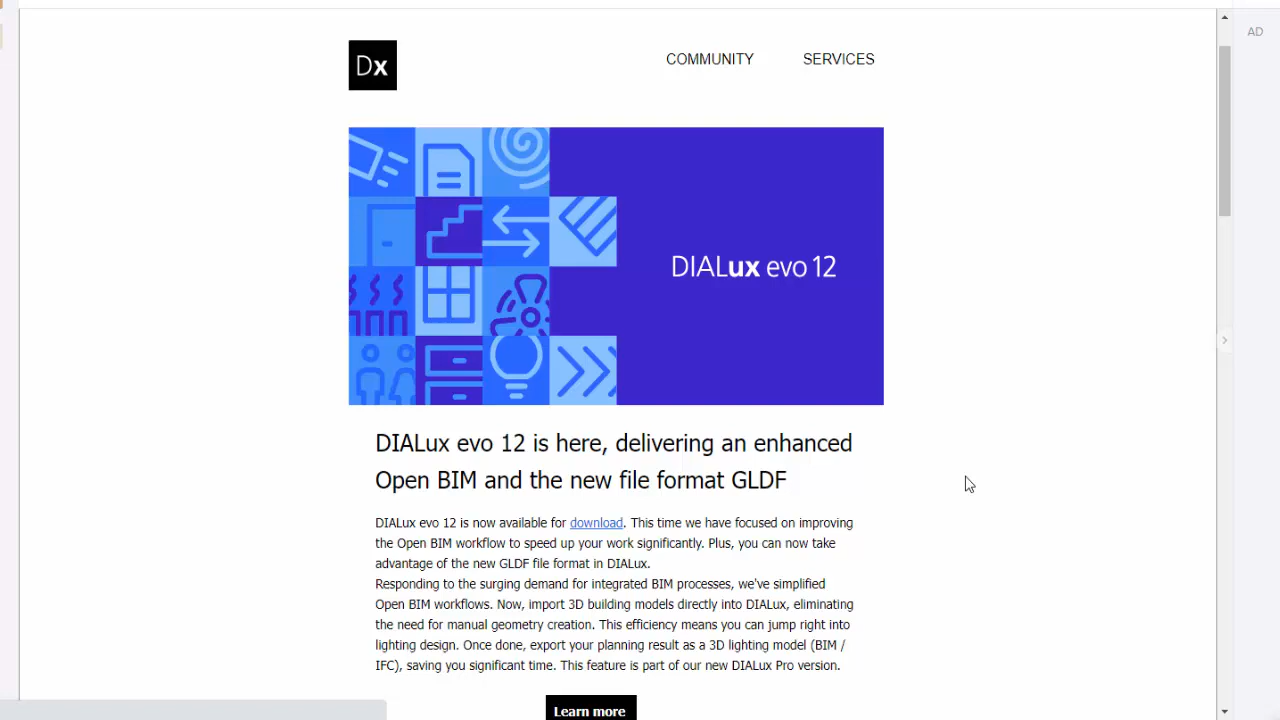 AD
Dx
COMMUNITY
SERVICES
DIALux evo 12
DIALux evo 12 is here, delivering an enhanced
Open BIM and the new file format GLDF
DIALux evo 12 is now available for download. This time we have focused on improving
the Open BIM workflow to speed up your work significantly. Plus, you can now take
advantage of the new GLDF file format in DIALux.
Responding to the surging demand for integrated BIM processes, we've simplified
Open BIM workflows. Now, import 3D building models directly into DIALux, eliminating
the need for manual geometry creation. This efficiency means you can jump right into
lighting design. Once done, export your planning result as a 3D lighting model (BIM /
IFC), saving you significant time. This feature is part of our new DIALux Pro version.
Learn more